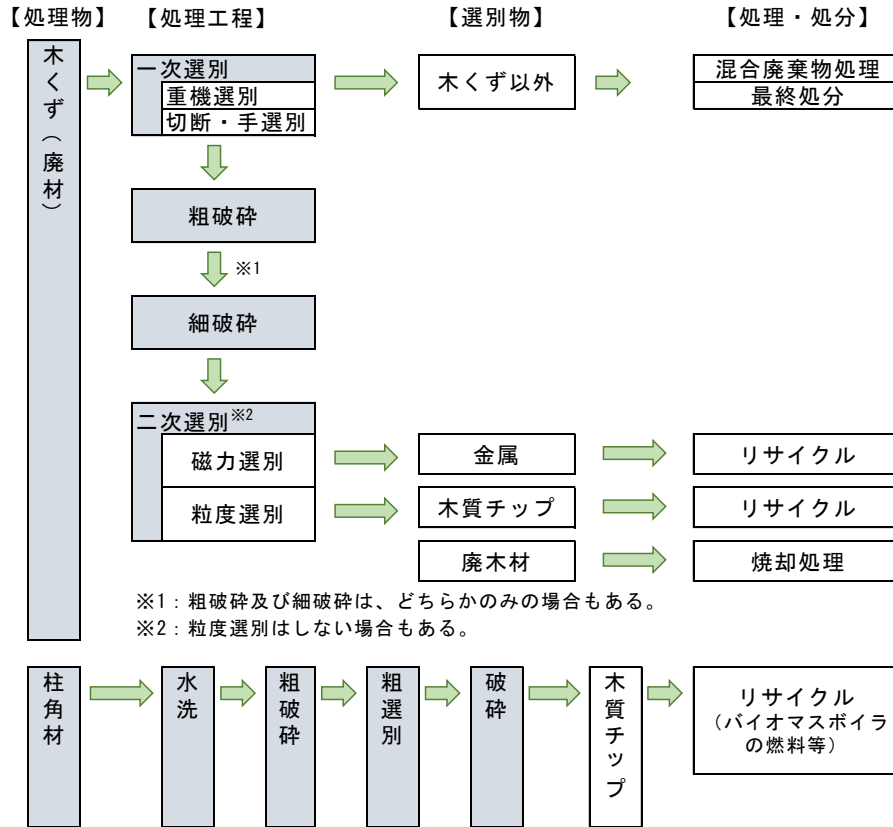 【処理物】 【処理工程】 【選別物】 【処理・処分】
木くず（廃材）
一次選別
重機選別
切断・手選別
木くず以外
混合廃棄物処理
最終処分
粗破砕
※1
細破砕
二次選別※2
磁力選別
金属
リサイクル
粒度選別
木質チップ
リサイクル
廃木材
焼却処理
※1：粗破砕及び細破砕は、どちらかのみの場合もある。
※2：粒度選別はしない場合もある。
柱角材
水洗
粗破砕
粗選別
破砕
木質チップ
リサイクル
（バイオマスボイラ
の燃料等）